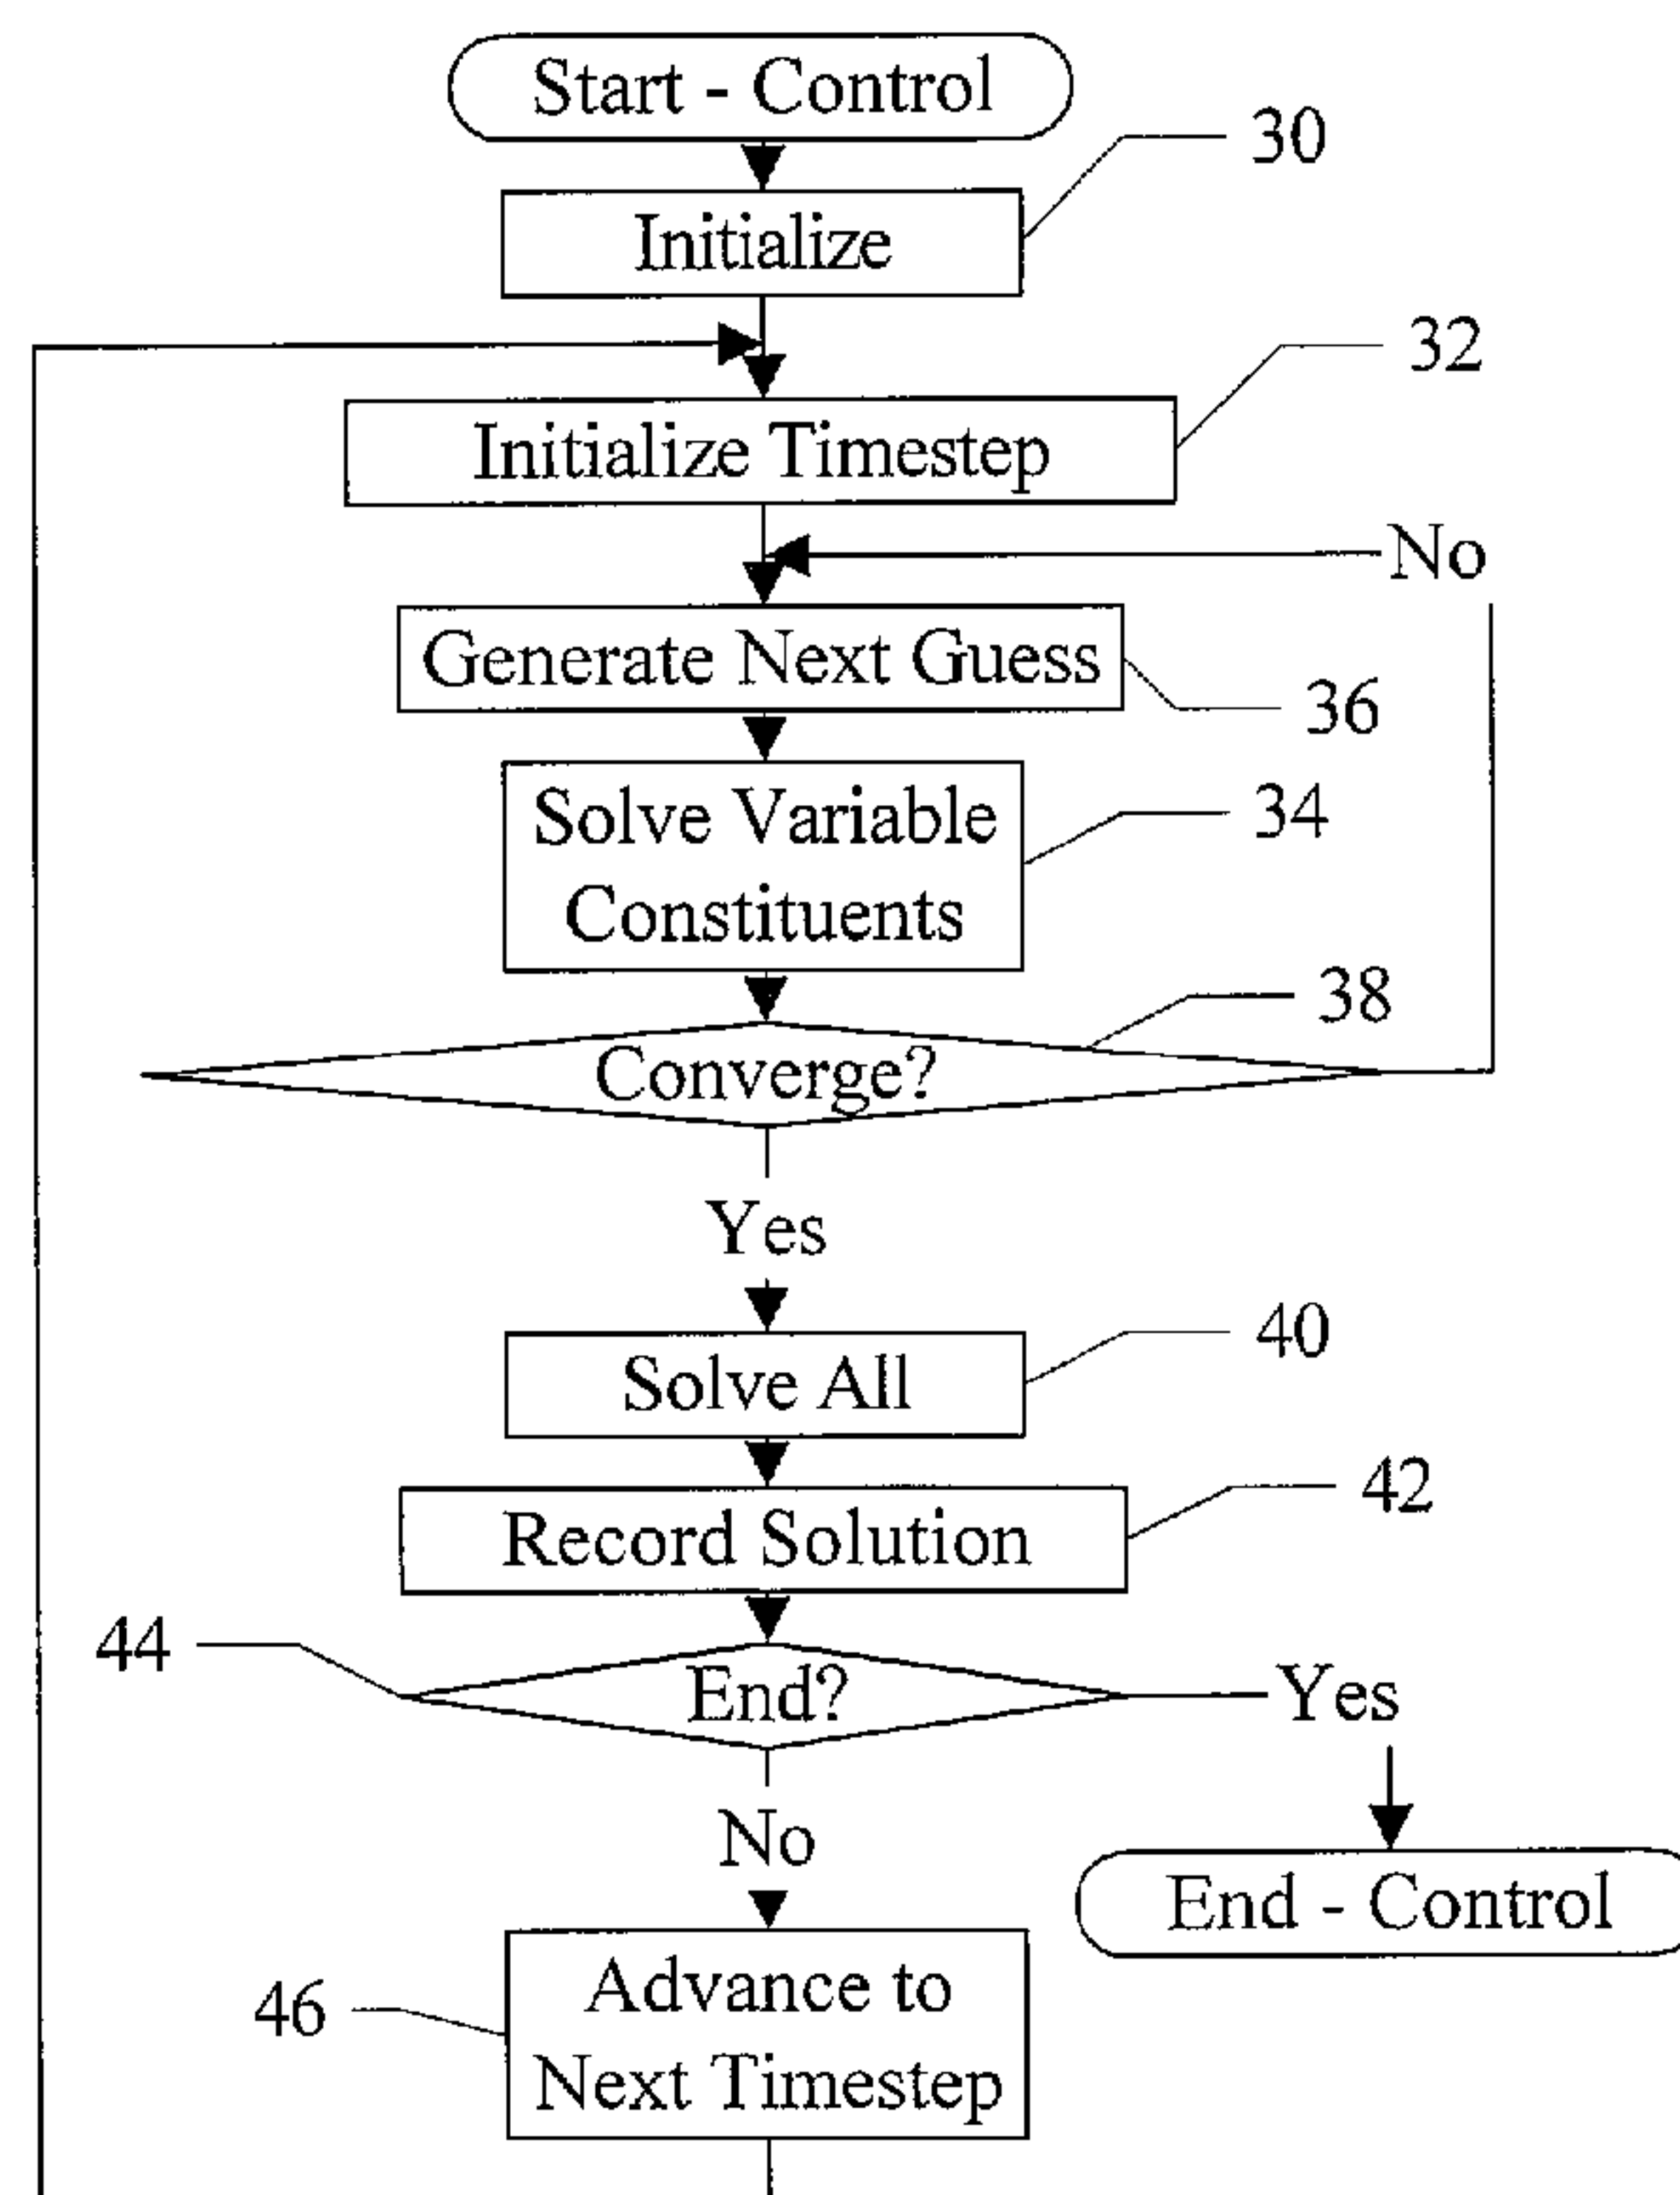 Start - Control
30
Initialize
32
Initialize Timestep
No
Generate Next Guess
36
Solve Variable
Constituents
34
38
Converge?
Yes
40
Solve All
42
Record Solution
44
End?
Yes
No
End - Control
46
Advance to
Next Timestep